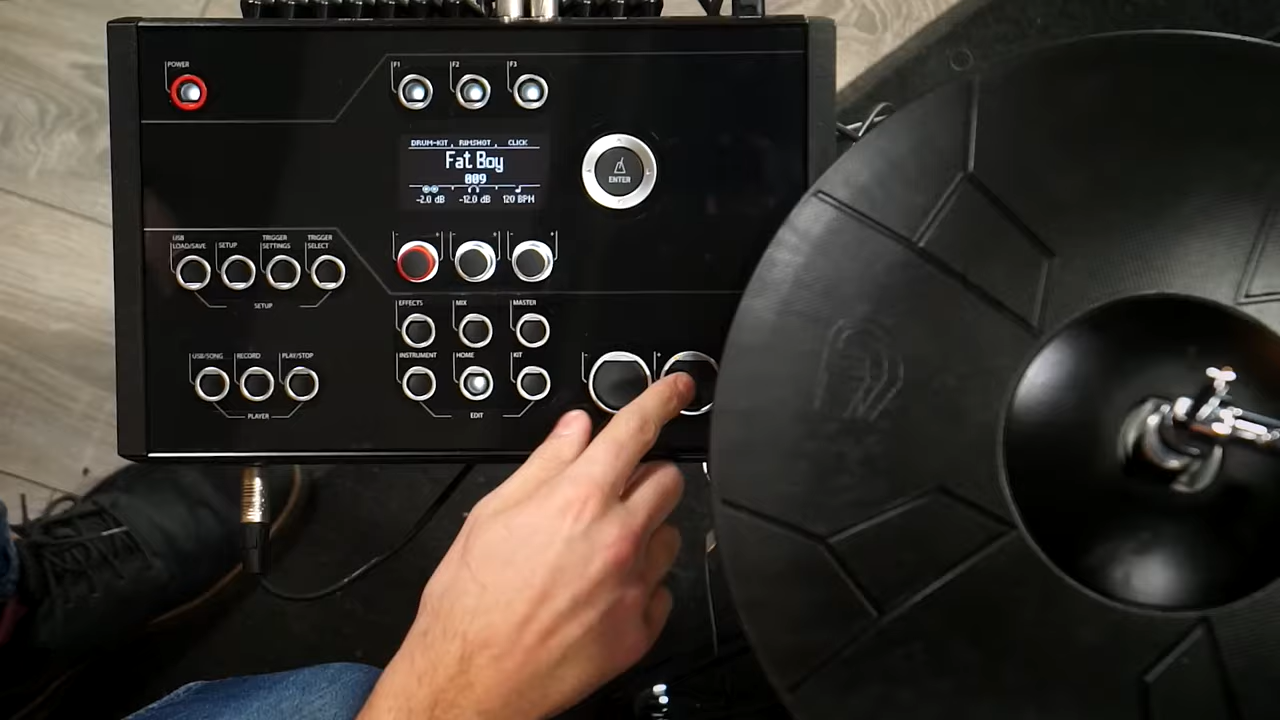 POWER
F1 F2 F3
DRUM-KIT RIMSHOT CLICK
Fat Boy
009
-2.0 dB -12.0 dB 120 BPM
ENTER
USB LOAD/SAVE
SETUP
TRIGGER SETTINGS
TRIGGER SELECT
- + - + - +
SETUP
EFFECTS MIX MASTER
USB/SONG RECORD PLAY/STOP
INSTRUMENT HOME KIT
- +
PLAYER
EDIT